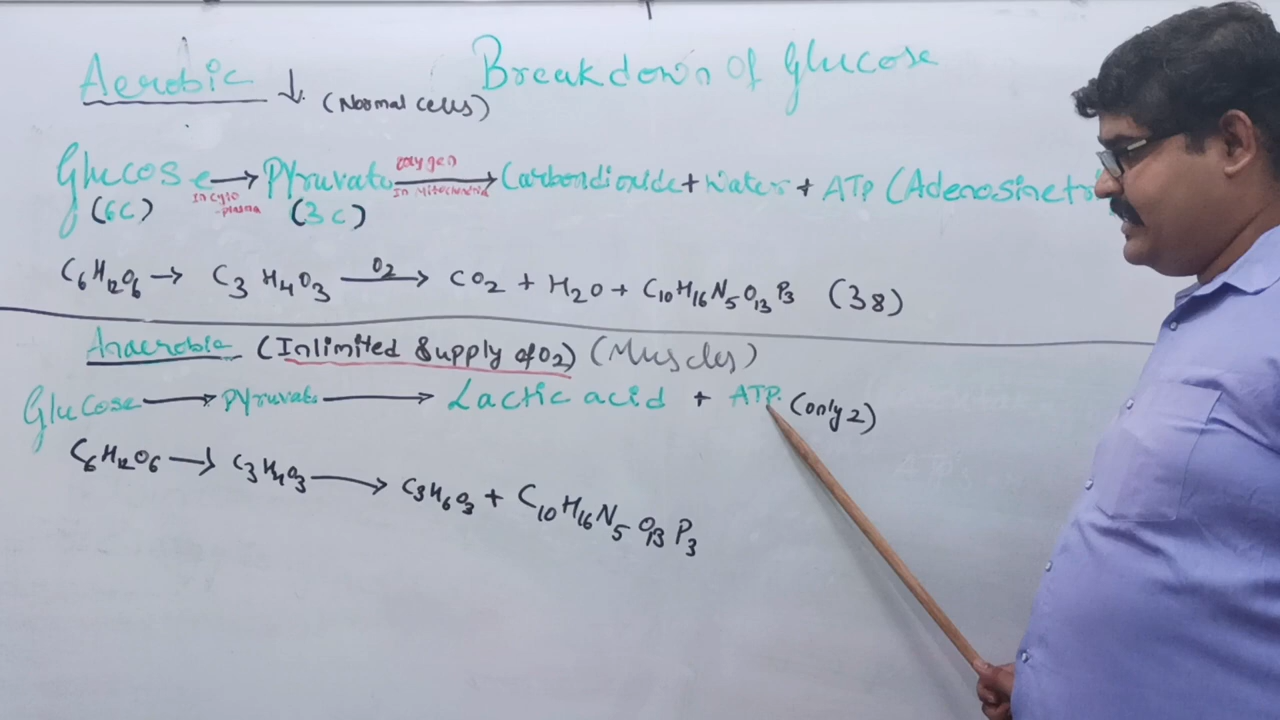 Breakdown of Glucose
Aerobic ↓ (Normal cells)
Glucose → Pyruvate → Carbondioxide + Water + ATP (Adenosinetr
In cyto -plasma
oxygen
In Mitochondria
(6C) (3C)
C6H12O6 → C3H4O3 O2→ CO2 + H2O + C10H16N5O13P3 (38)
Anaerobic (In limited Supply of O2) (Muscles)
Glucose → Pyruvate → Lactic acid + ATP (only 2)
C6H12O6 → C3H4O3 → C3H6O3 + C10H16N5O13P3